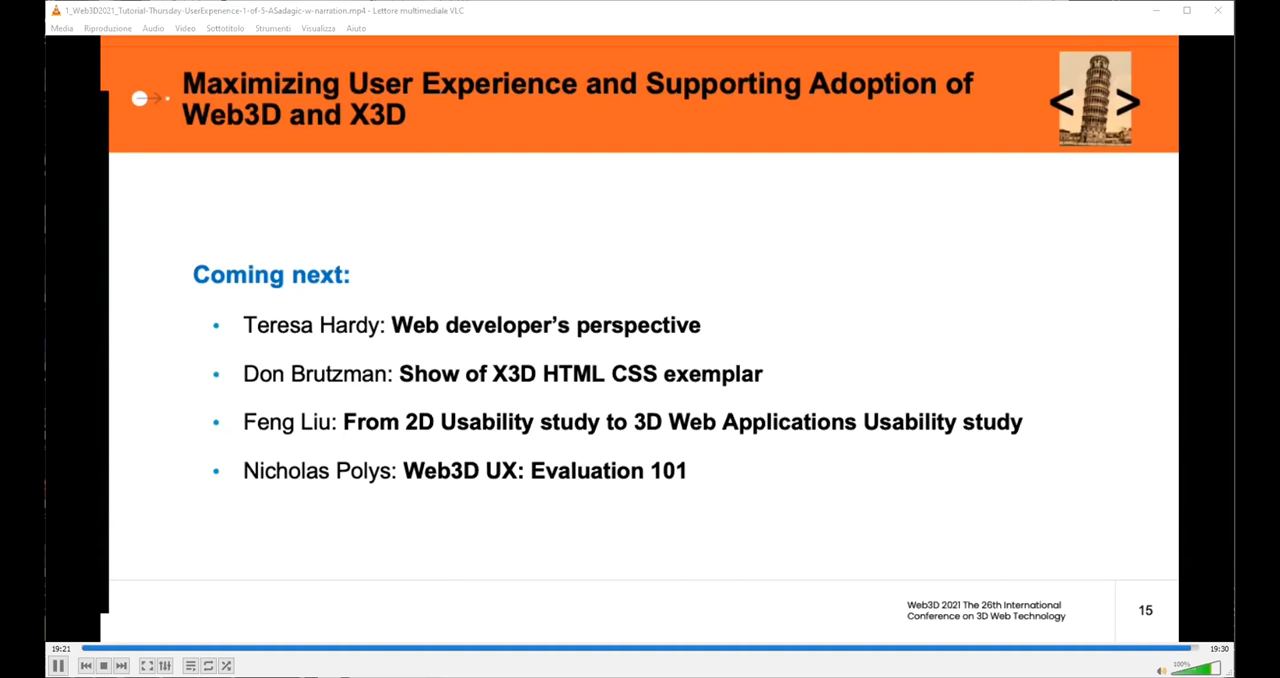 1_Web3D2021_Tutorial-Thursday-UserExperience-1-of-5-ASadagic-w-narration.mp4 - Lettore multimediale VLC
Media Riproduzione Audio Video Sottotitolo Strumenti Visualizza Aiuto
Maximizing User Experience and Supporting Adoption of
Web3D and X3D
< >
Coming next:
• Teresa Hardy: Web developer’s perspective
• Don Brutzman: Show of X3D HTML CSS exemplar
• Feng Liu: From 2D Usability study to 3D Web Applications Usability study
• Nicholas Polys: Web3D UX: Evaluation 101
Web3D 2021 The 26th International
Conference on 3D Web Technology
15
19:21
19:30
100%